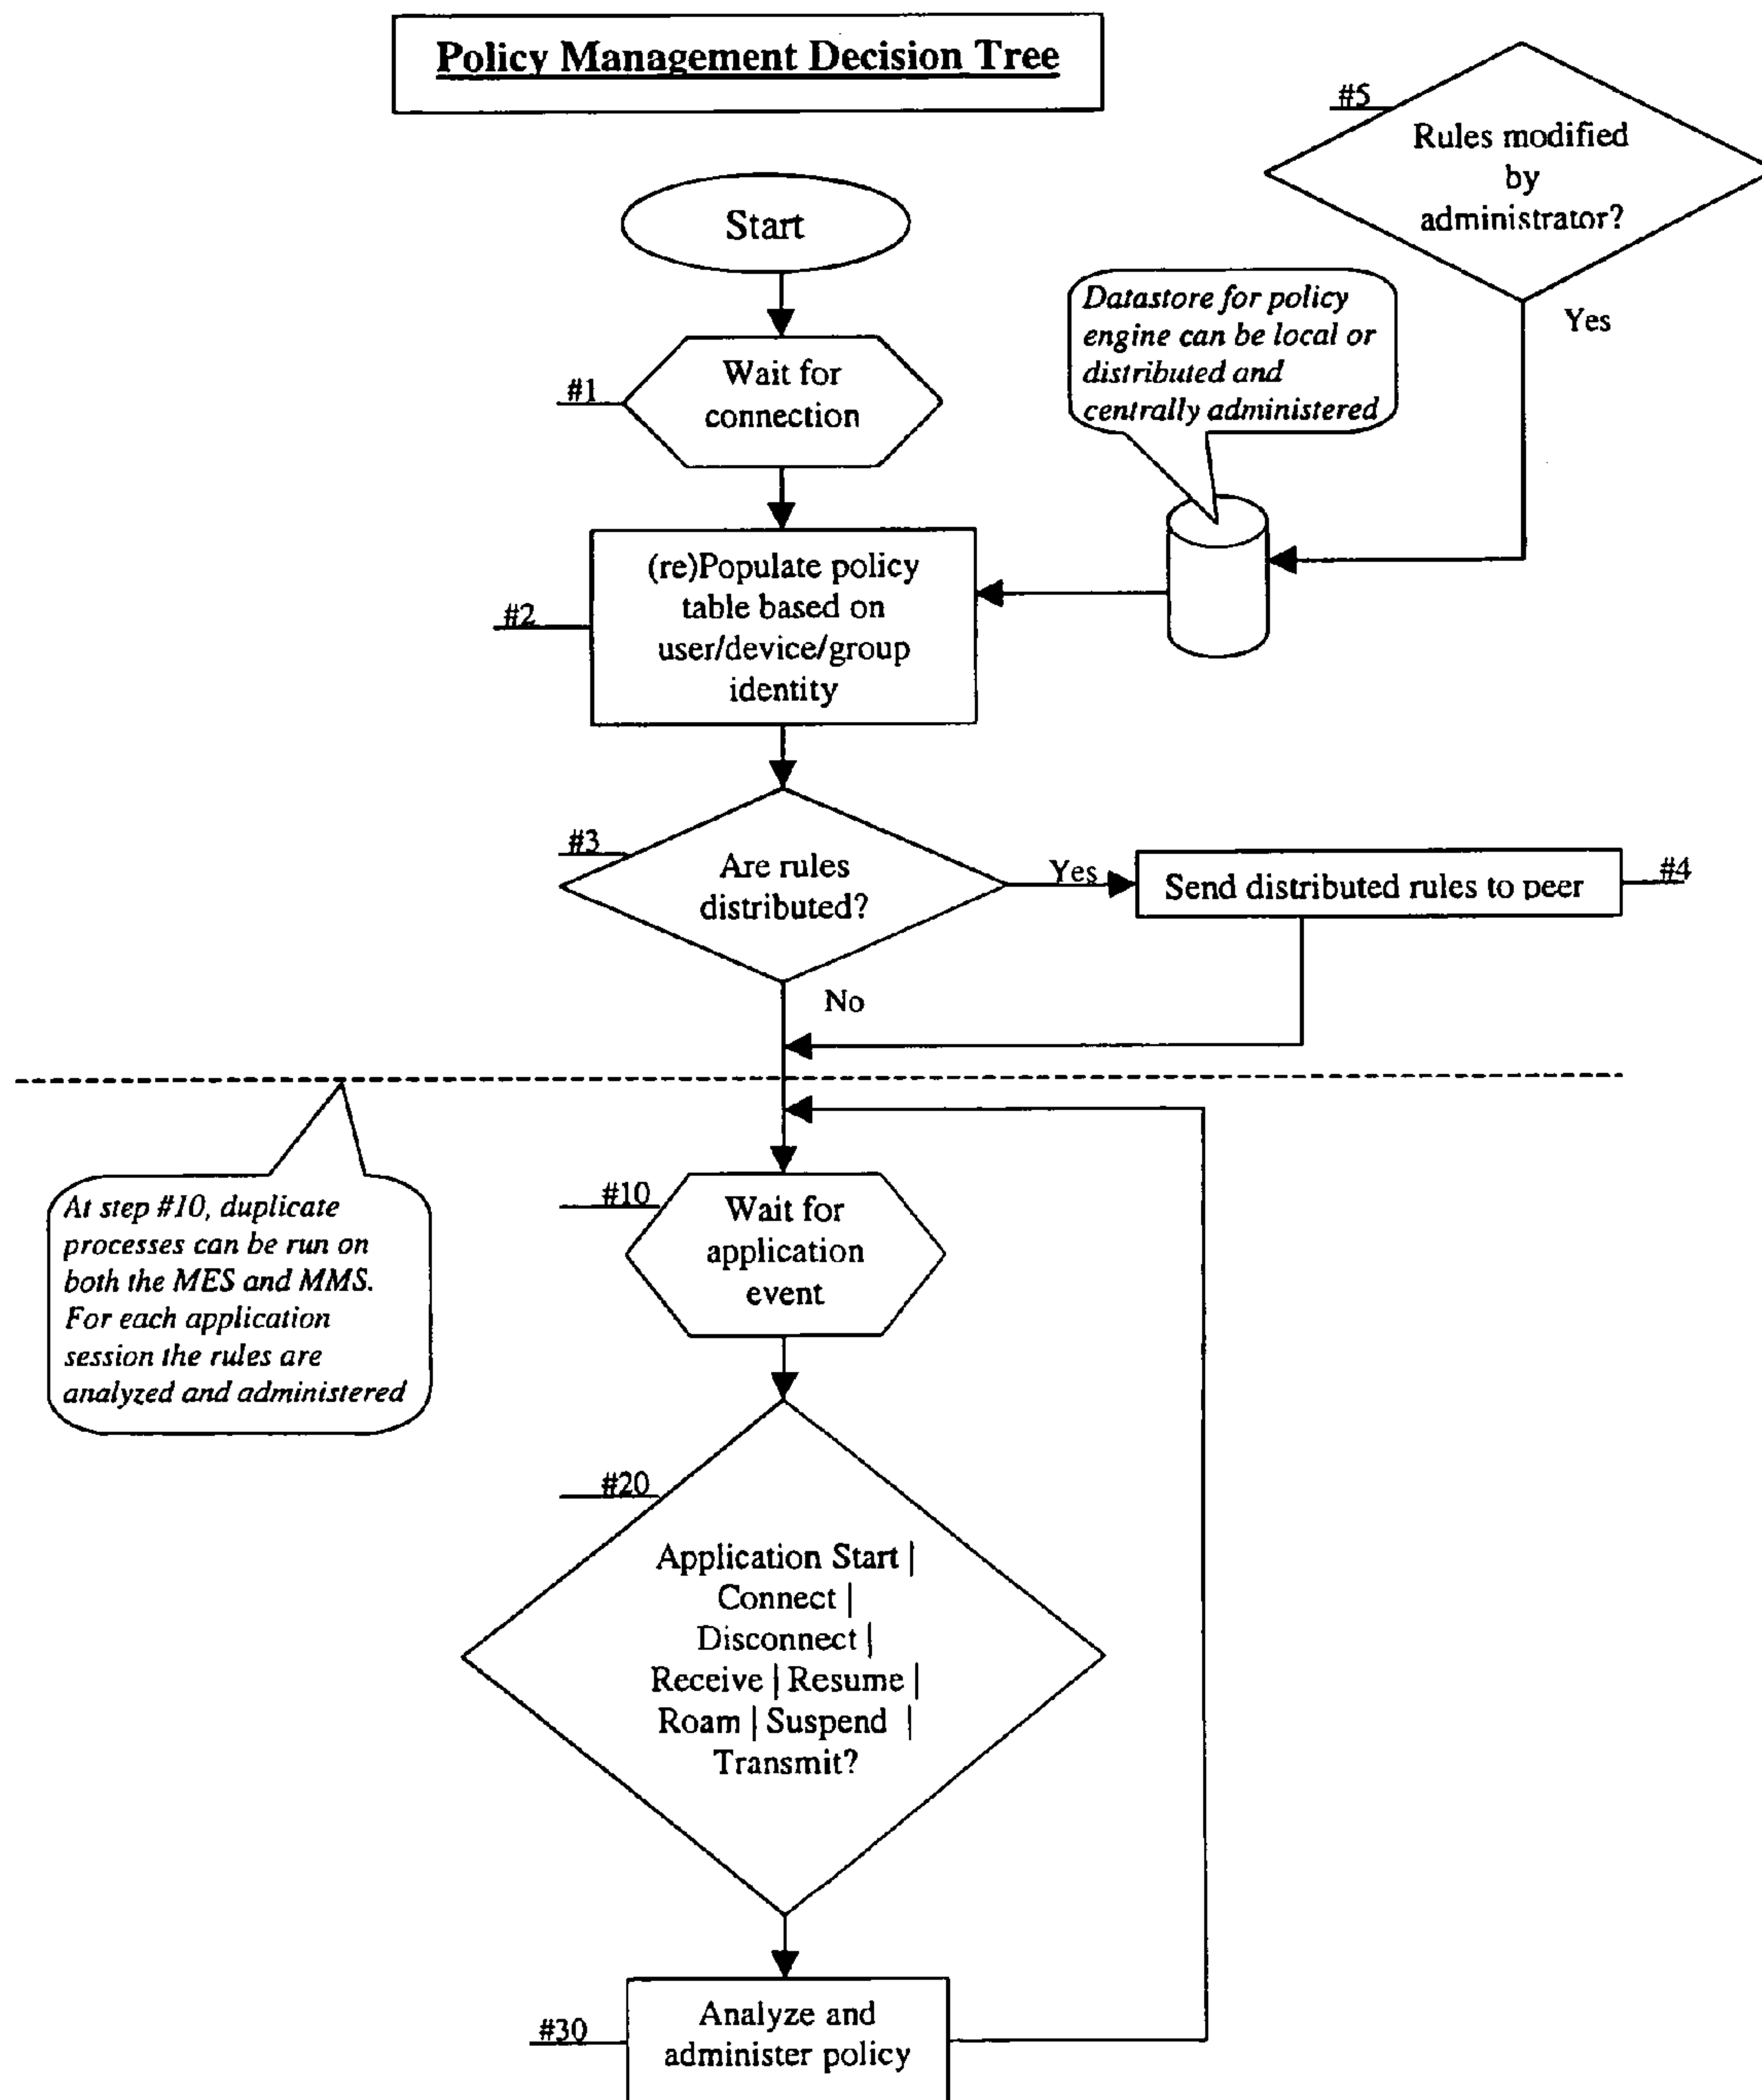 Policy Management Decision Tree
#5
Rules modified
by
administrator?
Yes
Start
Datastore for policy
engine can be local or
distributed and
centrally administered
#1
Wait for
connection
#2
(re)Populate policy
table based on
user/device/group
identity
#3
Are rules
distributed?
Yes
Send distributed rules to peer
#4
No
At step #10, duplicate
processes can be run on
both the MES and MMS.
For each application
session the rules are
analyzed and administered
#10
Wait for
application
event
#20
Application Start |
Connect |
Disconnect |
Receive | Resume |
Roam | Suspend |
Transmit?
#30
Analyze and
administer policy